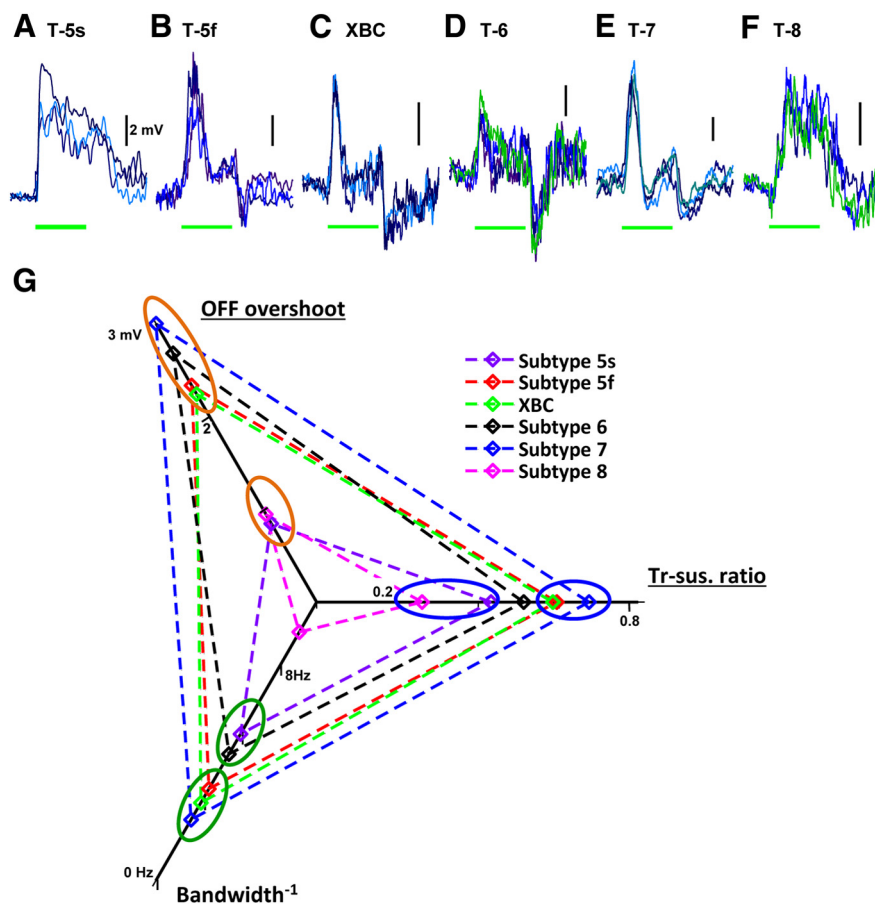 A T-5s B T-5f C XBC D T-6 E T-7 F T-8
2 mV
G
OFF overshoot
3 mV
Subtype 5s
Subtype 5f
XBC
Subtype 6
Subtype 7
Subtype 8
2
Tr-sus. ratio
0.2
0.8
8Hz
0 Hz
Bandwidth⁻¹